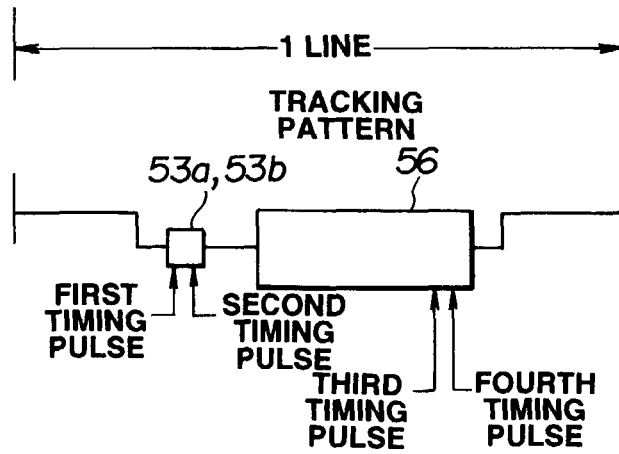 1 LINE
TRACKING
PATTERN
53a, 53b
56
FIRST
TIMING
PULSE
SECOND
TIMING
PULSE
THIRD
TIMING
PULSE
FOURTH
TIMING
PULSE